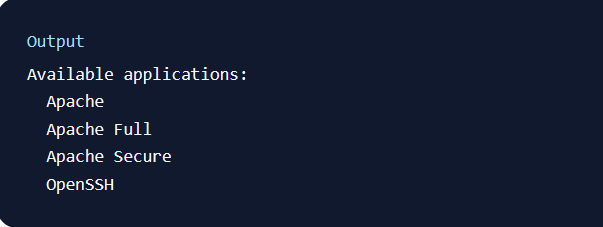 Output
Available applications:
Apache
Apache Full
Apache Secure
OpenSSH